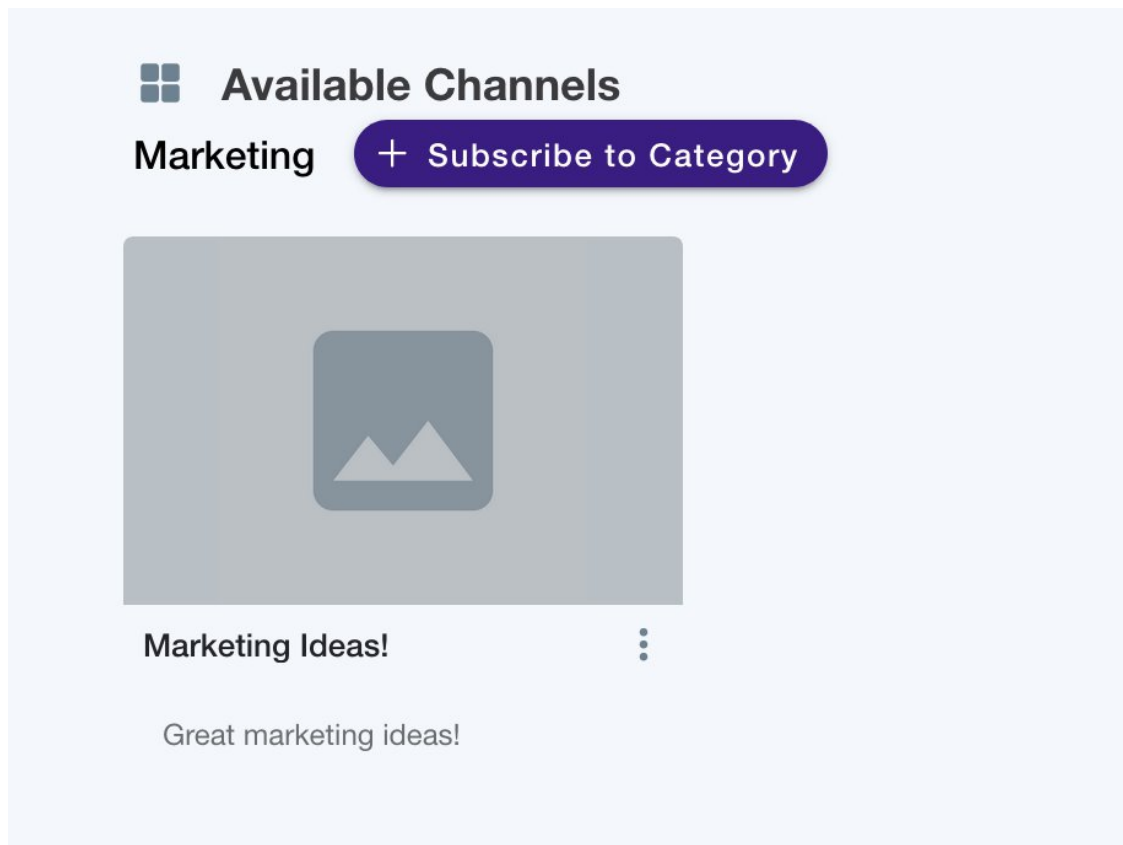 Available Channels
Marketing + Subscribe to Category
Marketing Ideas!
Great marketing ideas!